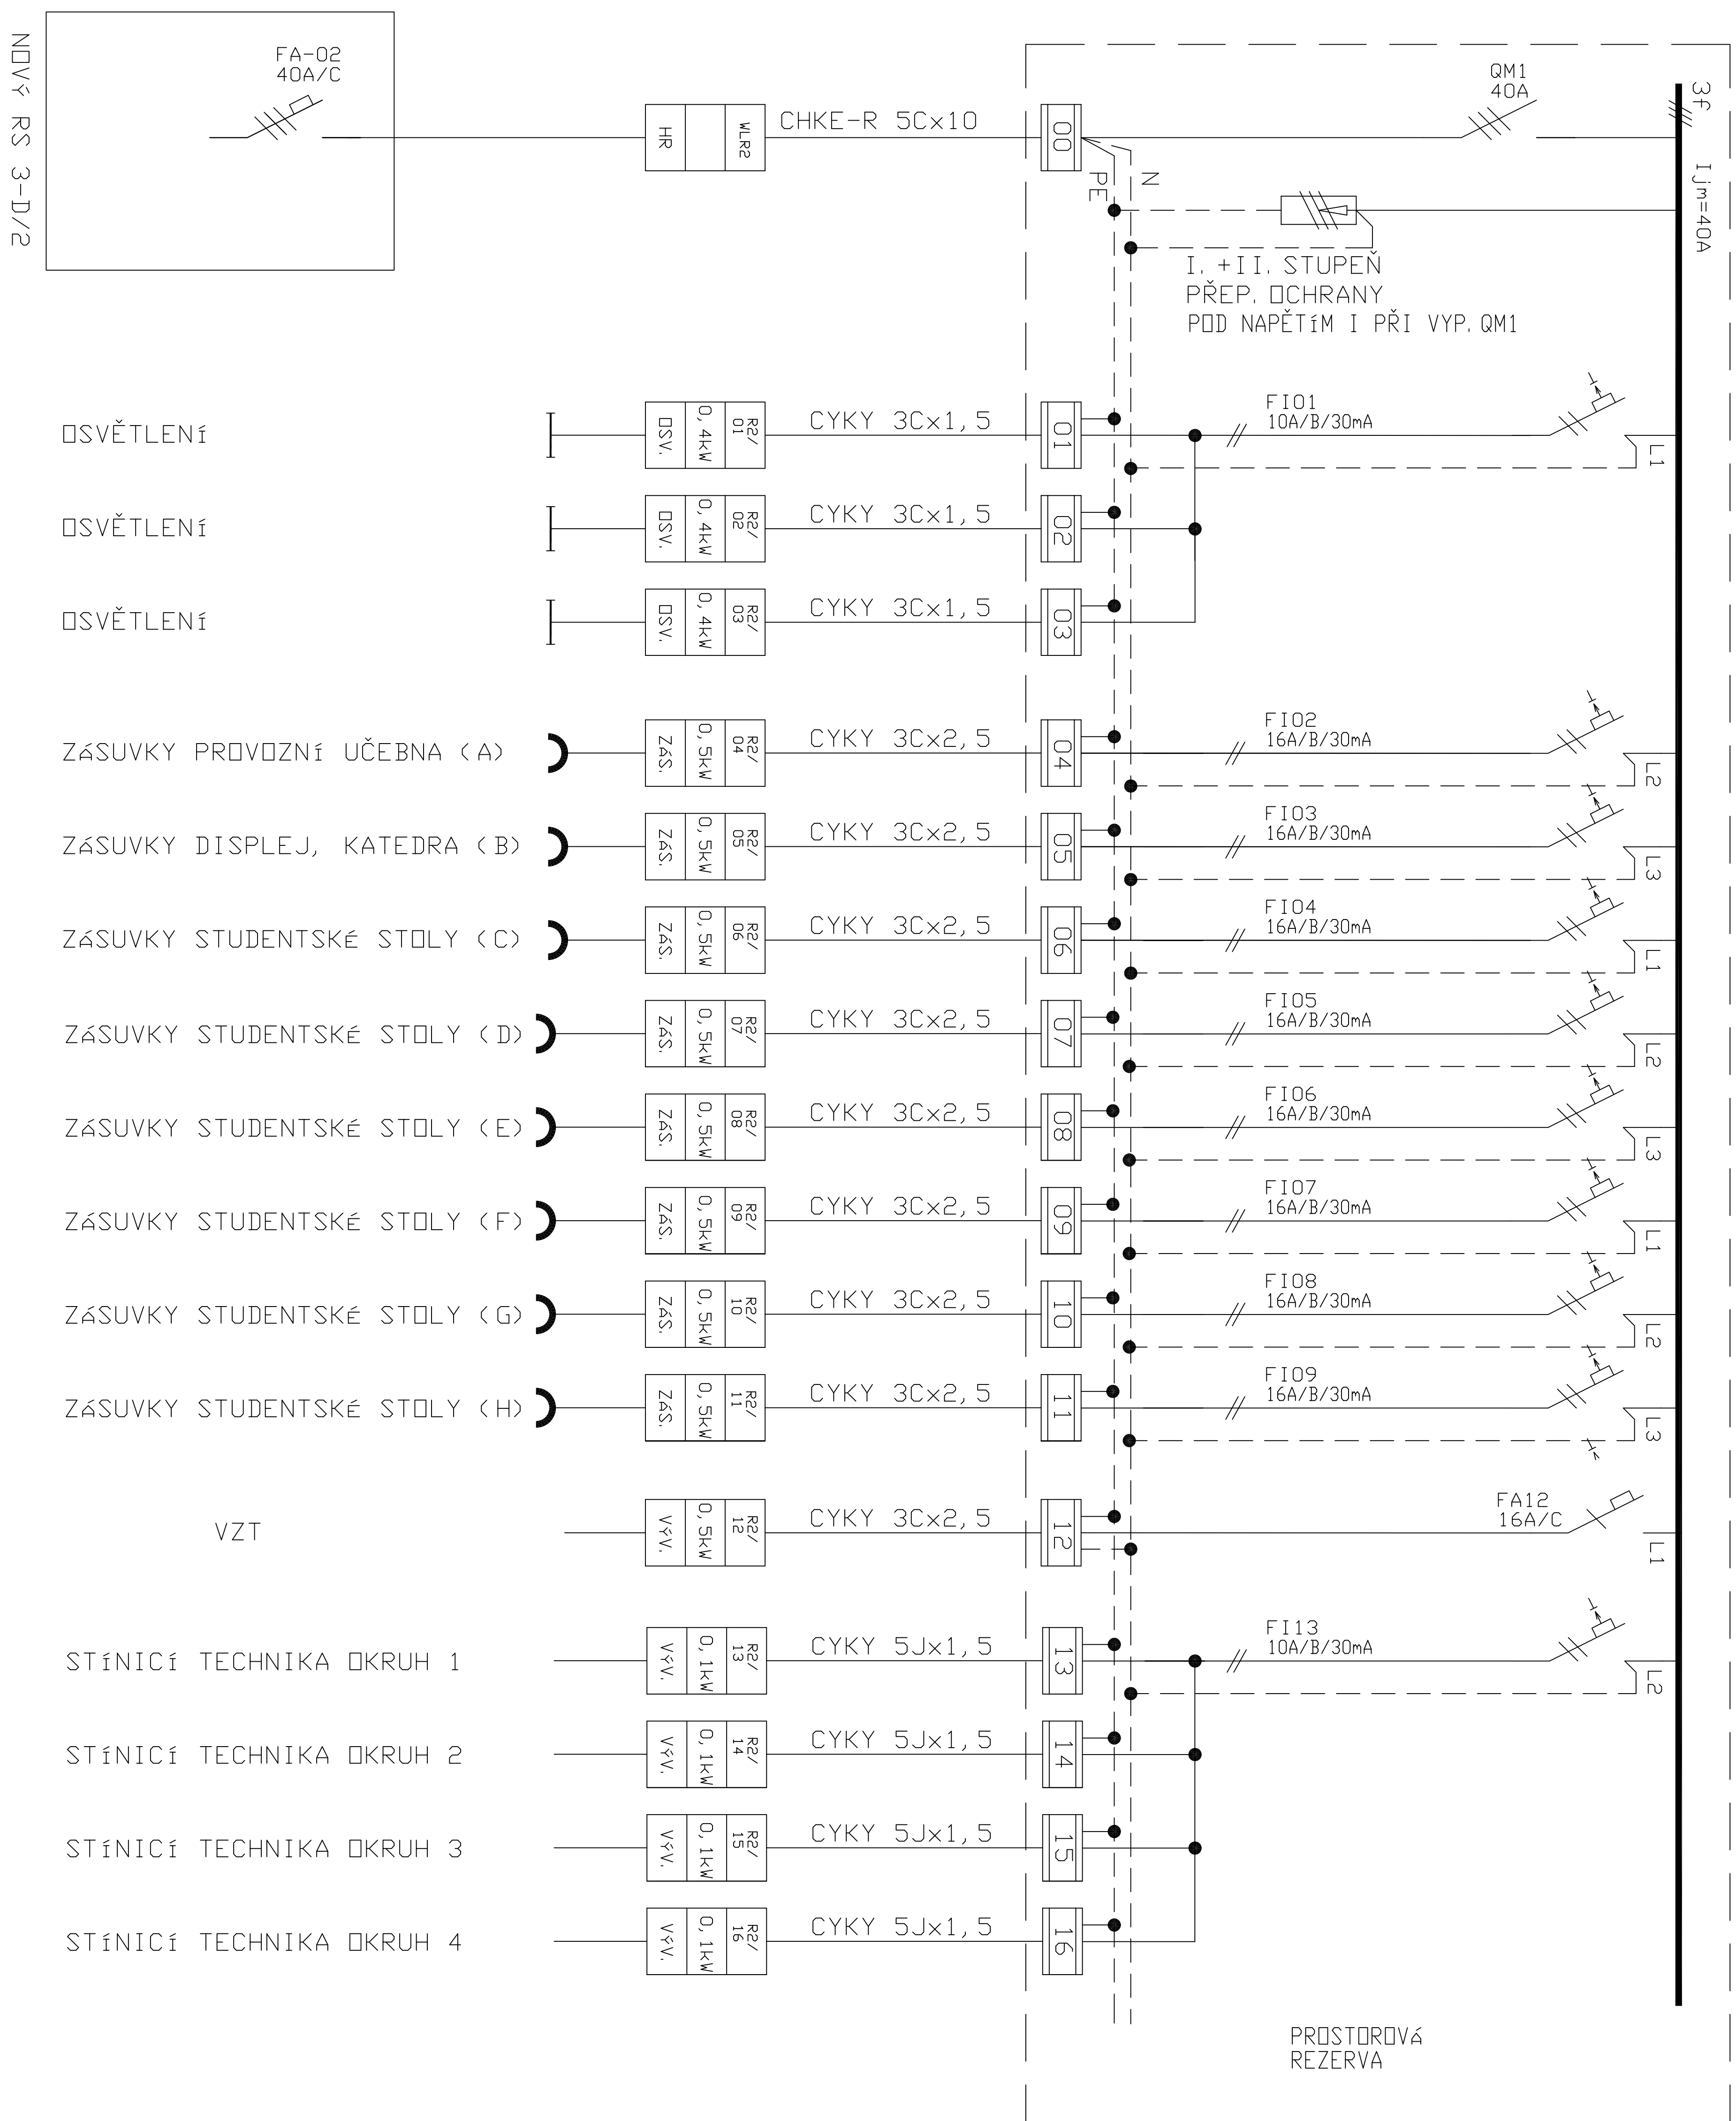 NOVÝ RS 3-D/2
FA-02
40A/C
HR
WLR2
CHKE-R 5Cx10
00
PE
N
QM1
40A
3f
Ijm=40A
I. +II. STUPEŇ
PŘEP. OCHRANY
POD NAPĚTÍM I PŘI VYP. QM1
OSVĚTLENÍ
OSV.
0,4kW
R2/
01
CYKY 3Cx1,5
01
FI01
10A/B/30mA
L1
OSVĚTLENÍ
OSV.
0,4kW
R2/
02
CYKY 3Cx1,5
02
OSVĚTLENÍ
OSV.
0,4kW
R2/
03
CYKY 3Cx1,5
03
ZÁSUVKY PROVOZNÍ UČEBNA (A)
ZÁS.
0,5kW
R2/
04
CYKY 3Cx2,5
04
FI02
16A/B/30mA
L2
ZÁSUVKY DISPLEJ, KATEDRA (B)
ZÁS.
0,5kW
R2/
05
CYKY 3Cx2,5
05
FI03
16A/B/30mA
L3
ZÁSUVKY STUDENTSKÉ STOLY (C)
ZÁS.
0,5kW
R2/
06
CYKY 3Cx2,5
06
FI04
16A/B/30mA
L1
ZÁSUVKY STUDENTSKÉ STOLY (D)
ZÁS.
0,5kW
R2/
07
CYKY 3Cx2,5
07
FI05
16A/B/30mA
L2
ZÁSUVKY STUDENTSKÉ STOLY (E)
ZÁS.
0,5kW
R2/
08
CYKY 3Cx2,5
08
FI06
16A/B/30mA
L3
ZÁSUVKY STUDENTSKÉ STOLY (F)
ZÁS.
0,5kW
R2/
09
CYKY 3Cx2,5
09
FI07
16A/B/30mA
L1
ZÁSUVKY STUDENTSKÉ STOLY (G)
ZÁS.
0,5kW
R2/
10
CYKY 3Cx2,5
10
FI08
16A/B/30mA
L2
ZÁSUVKY STUDENTSKÉ STOLY (H)
ZÁS.
0,5kW
R2/
11
CYKY 3Cx2,5
11
FI09
16A/B/30mA
L3
VZT
VÝV.
0,5kW
R2/
12
CYKY 3Cx2,5
12
FA12
16A/C
L1
STÍNICÍ TECHNIKA OKRUH 1
VÝV.
0,1kW
R2/
13
CYKY 5Jx1,5
13
FI13
10A/B/30mA
L2
STÍNICÍ TECHNIKA OKRUH 2
VÝV.
0,1kW
R2/
14
CYKY 5Jx1,5
14
STÍNICÍ TECHNIKA OKRUH 3
VÝV.
0,1kW
R2/
15
CYKY 5Jx1,5
15
STÍNICÍ TECHNIKA OKRUH 4
VÝV.
0,1kW
R2/
16
CYKY 5Jx1,5
16
PROSTOROVÁ
REZERVA